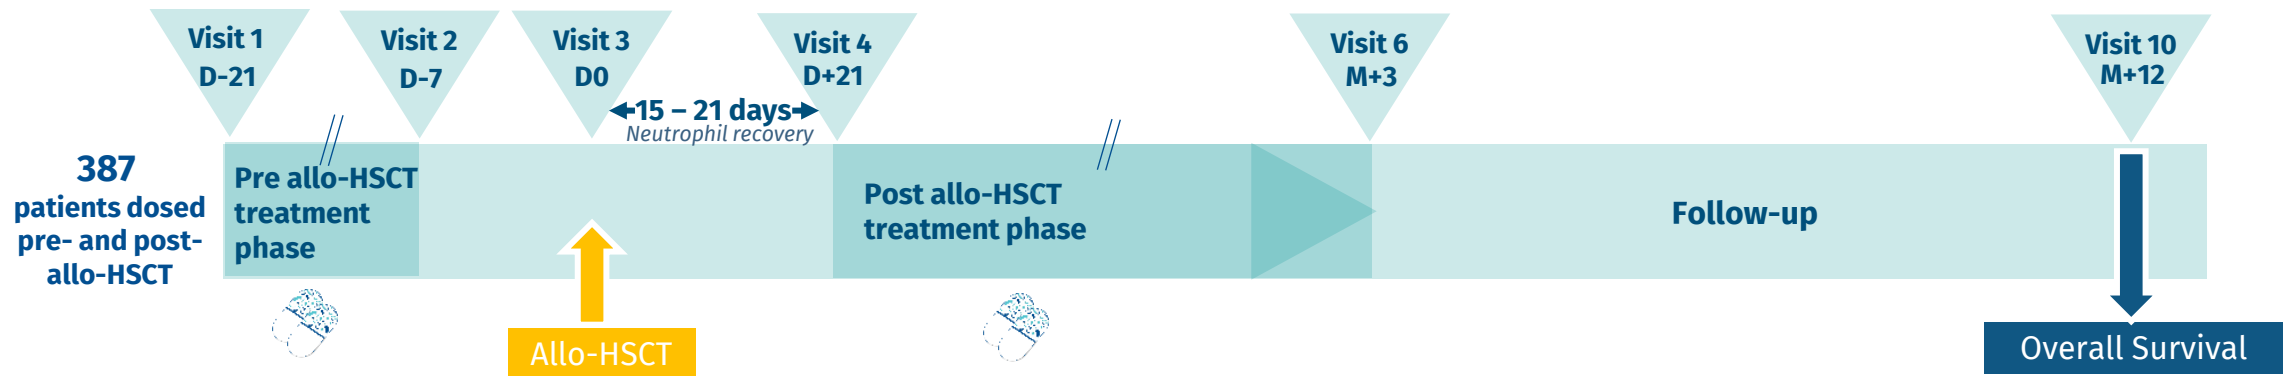 Visit 1
D-21
Visit 2
D-7
Visit 3
D0
Visit 4
D+21
Visit 6
M+3
Visit 10
M+12
15 – 21 days
Neutrophil recovery
387
patients dosed
pre- and post-
allo-HSCT
Pre allo-HSCT
treatment
phase
Post allo-HSCT
treatment phase
Follow-up
Allo-HSCT
Overall Survival